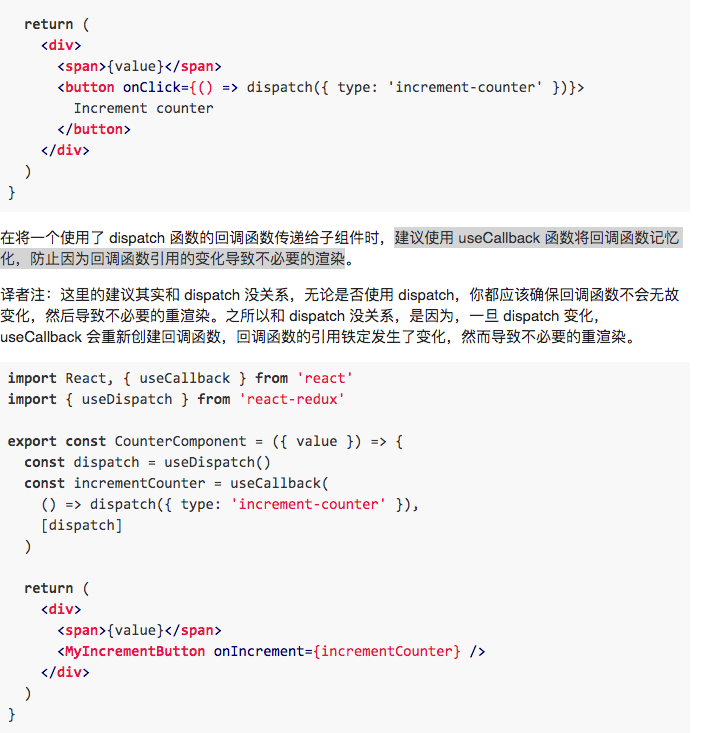 return (
<div>
<span>{value}</span>
<button onClick={() => dispatch({ type: 'increment-counter' })}>
Increment counter
</button>
</div>
)
}
在将一个使用了 dispatch 函数的回调函数传递给子组件时，建议使用 useCallback 函数将回调函数记忆
化，防止因为回调函数引用的变化导致不必要的渲染。
译者注：这里的建议其实和 dispatch 没关系，无论是否使用 dispatch，你都应该确保回调函数不会无故
变化，然后导致不必要的重渲染。之所以和 dispatch 没关系，是因为，一旦 dispatch 变化，
useCallback 会重新创建回调函数，回调函数的引用铁定发生了变化，然而导致不必要的重渲染。
import React, { useCallback } from 'react'
import { useDispatch } from 'react-redux'
export const CounterComponent = ({ value }) => {
const dispatch = useDispatch()
const incrementCounter = useCallback(
() => dispatch({ type: 'increment-counter' }),
[dispatch]
)
return (
<div>
<span>{value}</span>
<MyIncrementButton onIncrement={incrementCounter} />
</div>
)
}